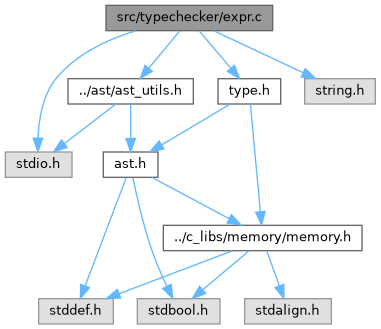 src/typechecker/expr.c
../ast/ast_utils.h
type.h
string.h
stdio.h
ast.h
../c_libs/memory/memory.h
stddef.h
stdbool.h
stdalign.h